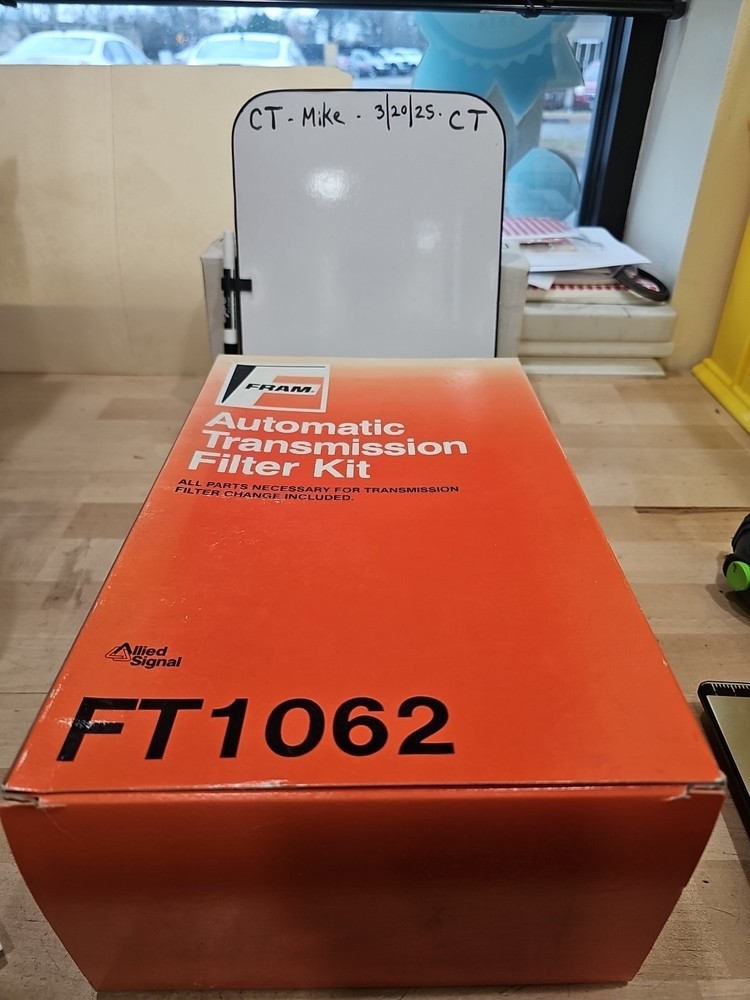 CT - Mike - 3/20/25 - CT
FRAM
Automatic
Transmission
Filter Kit
ALL PARTS NECESSARY FOR TRANSMISSION
FILTER CHANGE INCLUDED.
Allied
Signal
FT1062